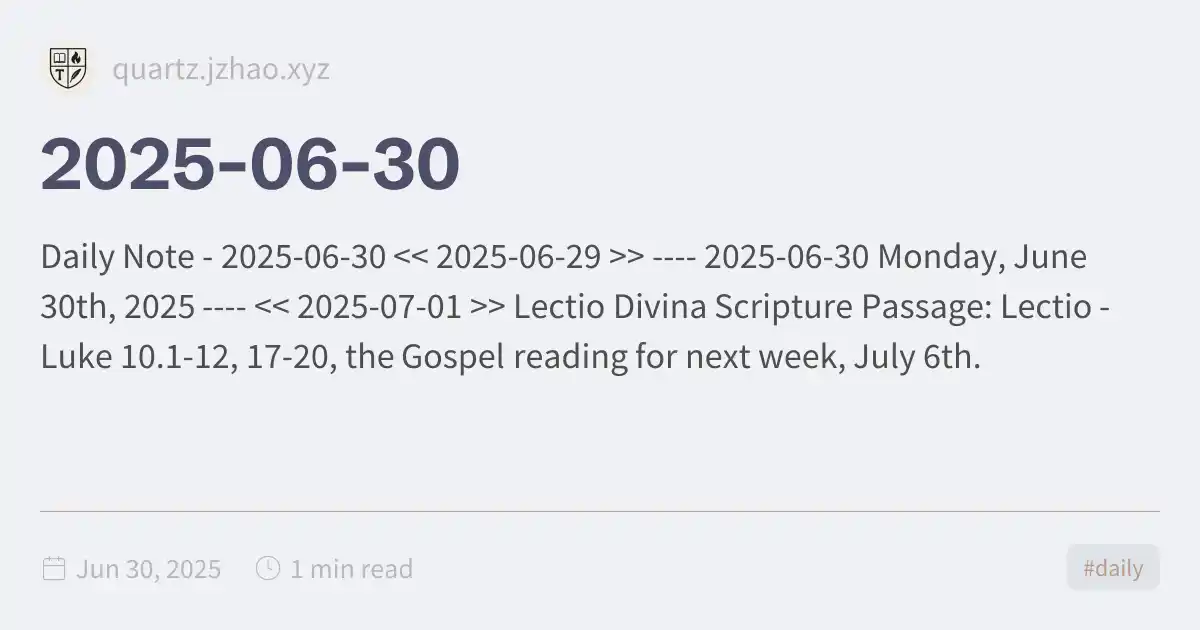 T
quartz.jzhao.xyz
2025-06-30
Daily Note - 2025-06-30 << 2025-06-29 >> ---- 2025-06-30 Monday, June
30th, 2025 ---- << 2025-07-01 >> Lectio Divina Scripture Passage: Lectio -
Luke 10.1-12, 17-20, the Gospel reading for next week, July 6th.
Jun 30, 2025 1 min read
#daily